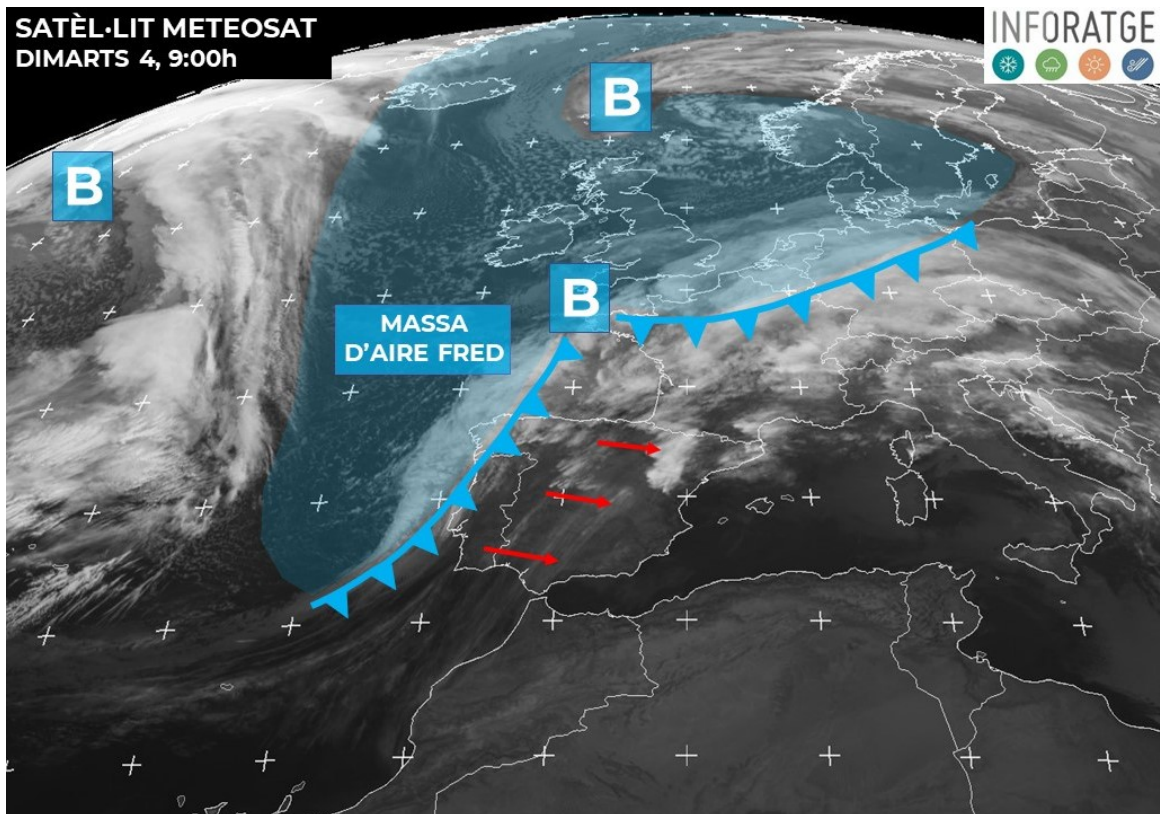 SATÈL·LIT METEOSAT
DIMARTS 4, 9:00h
INFORATGE
B
B
B
MASSA
D'AIRE FRED